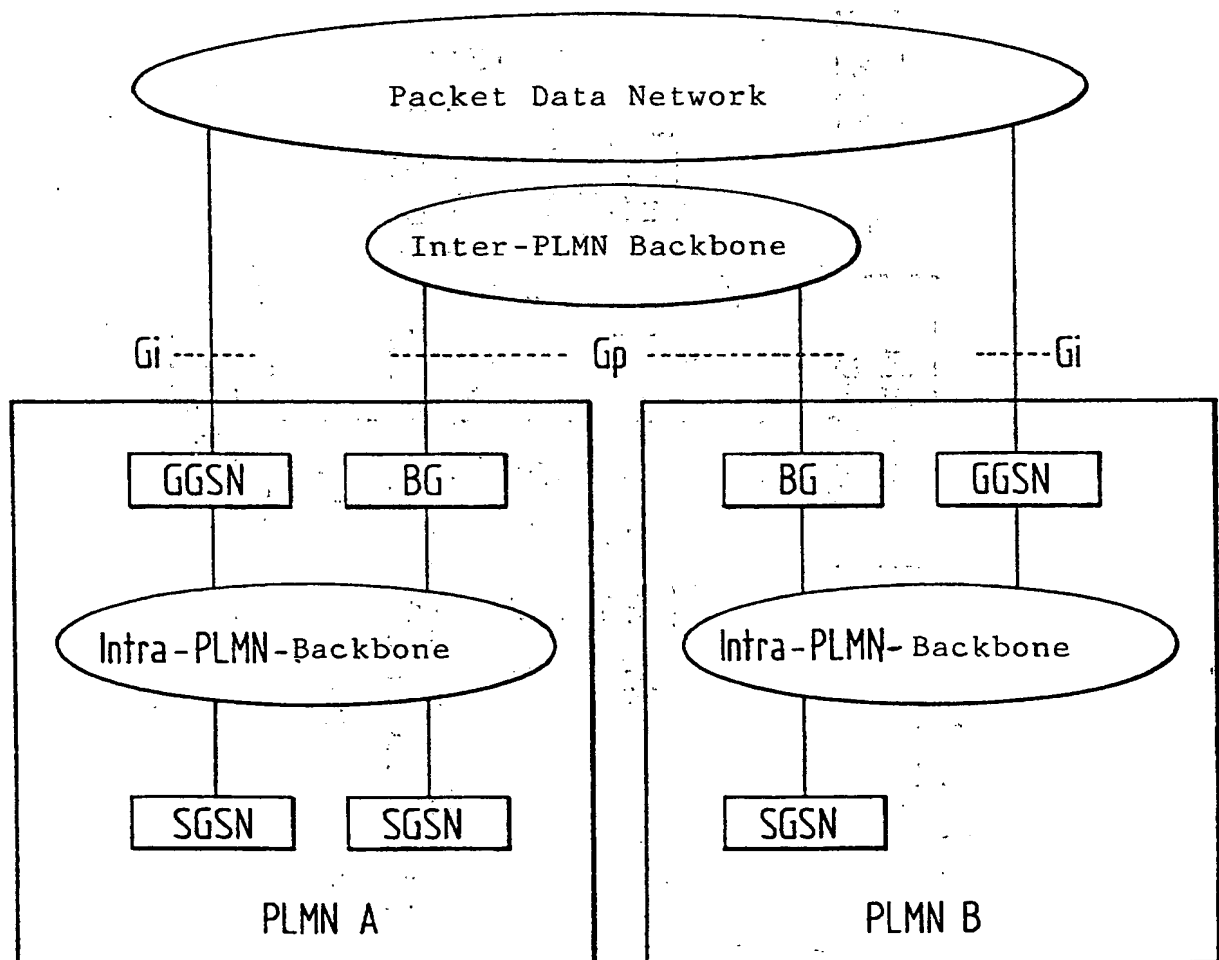 Packet Data Network
Inter-PLMN Backbone
Gi Gp Gi
GGSN BG BG GGSN
Intra-PLMN-Backbone Intra-PLMN-Backbone
SGSN SGSN SGSN
PLMN A PLMN B